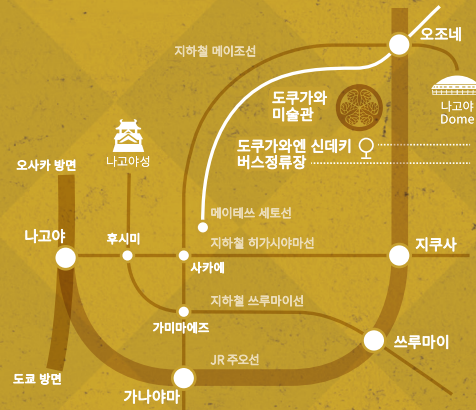 오조네
지하철 메이조선
나고야
Dome
도쿠가와
미술관
나고야성
도쿠가와엔 신데키
버스정류장
오사카 방면
메이테쓰 세토선
나고야
후시미
지하철 히가시야마선
지쿠사
사카에
지하철 쓰루마이선
가미마에즈
쓰루마이
JR 주오선
도쿄 방면
가나야마